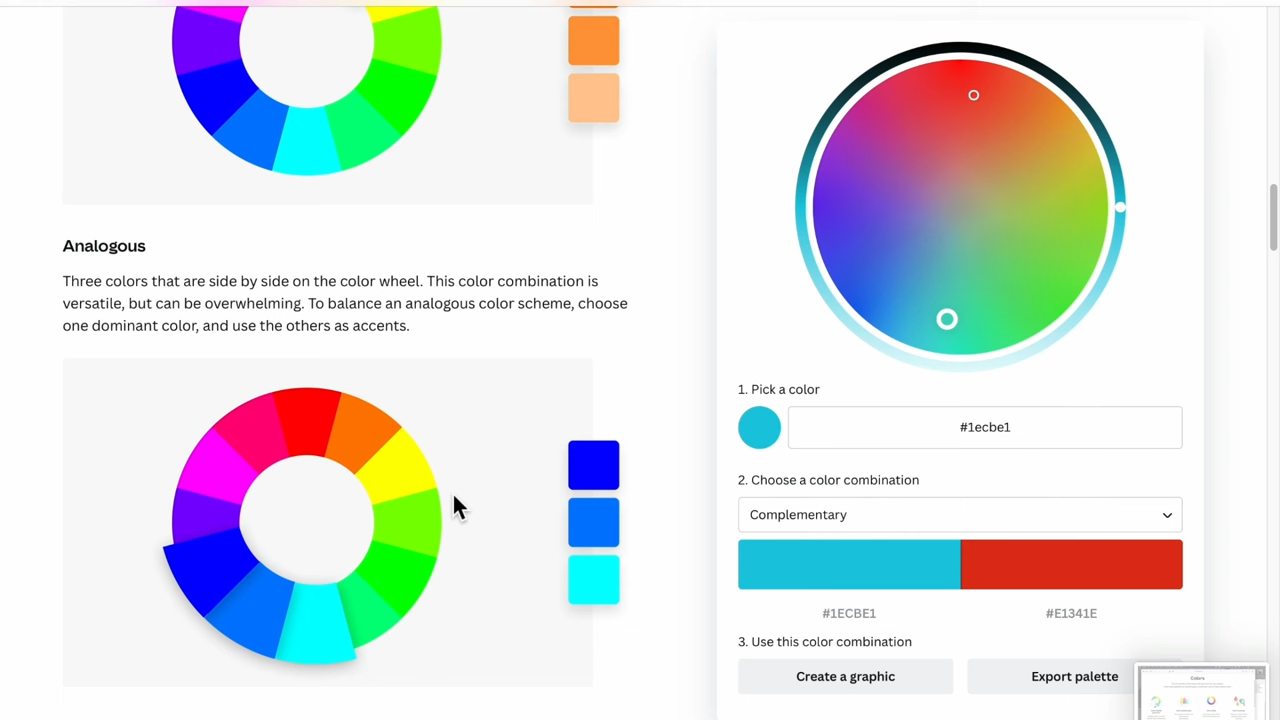 Analogous
Three colors that are side by side on the color wheel. This color combination is
versatile, but can be overwhelming. To balance an analogous color scheme, choose
one dominant color, and use the others as accents.
1. Pick a color
#1ecbe1
2. Choose a color combination
Complementary
#1ECBE1
#E1341E
3. Use this color combination
Create a graphic
Export palette
Colors